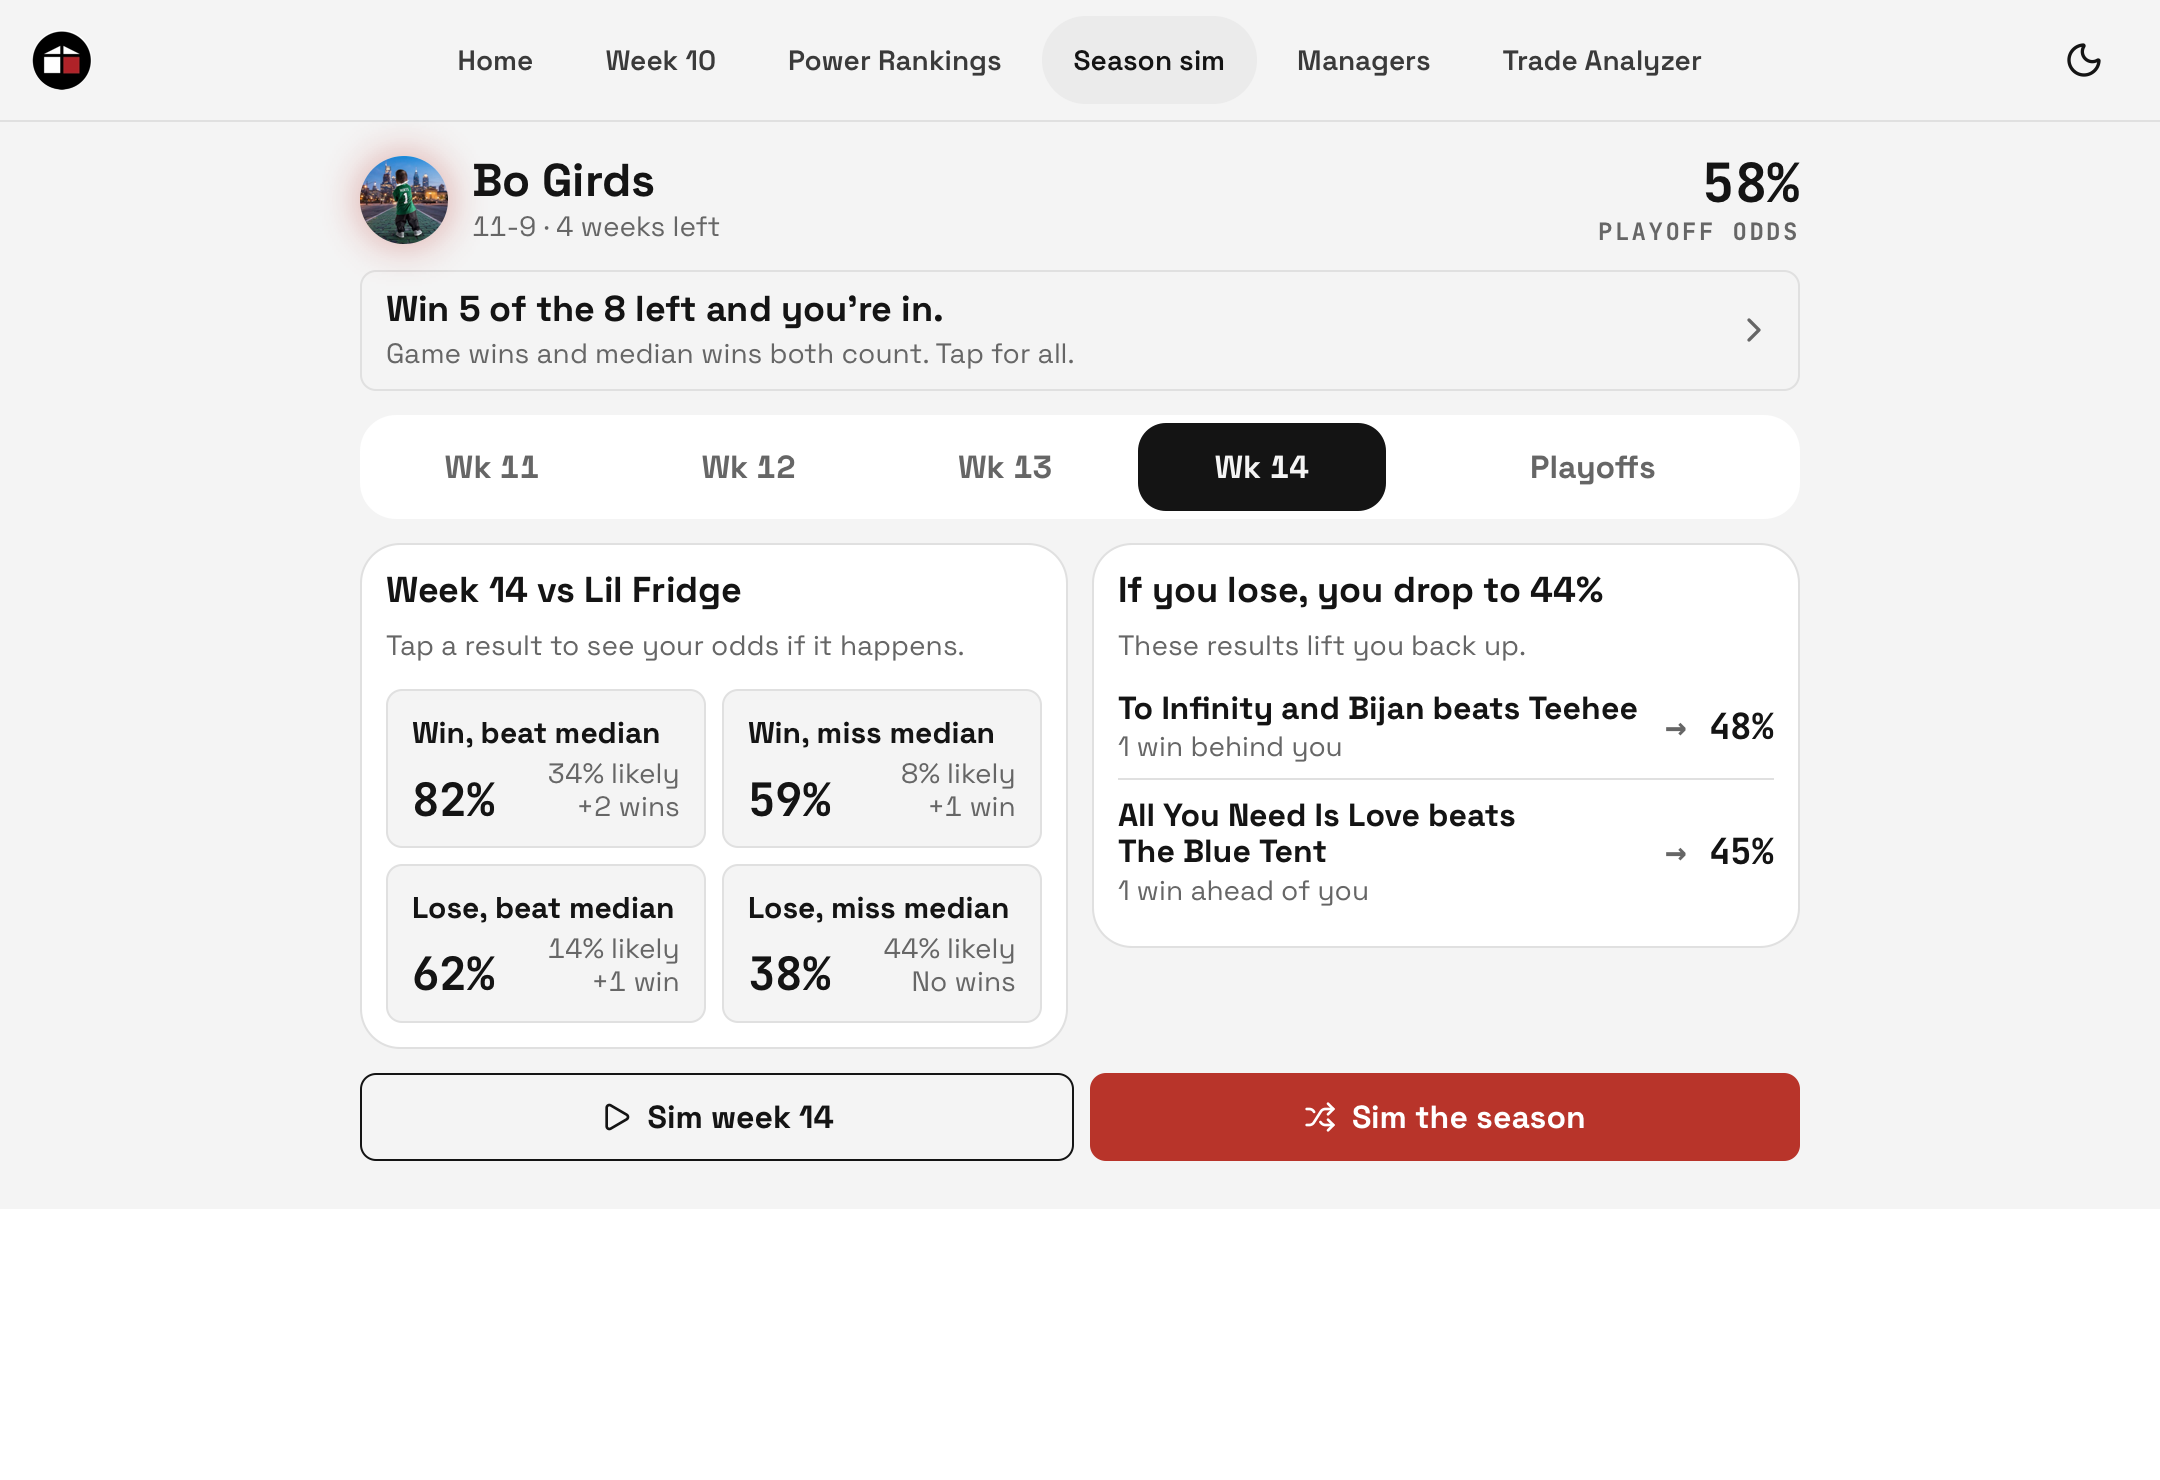 Home
Week 10
Power Rankings
Season sim
Managers
Trade Analyzer
Bo Girds
11-9 · 4 weeks left
58%
PLAYOFF ODDS
Win 5 of the 8 left and you’re in.
Game wins and median wins both count. Tap for all.
Wk 11
Wk 12
Wk 13
Wk 14
Playoffs
Week 14 vs Lil Fridge
Tap a result to see your odds if it happens.
Win, beat median
82%
34% likely
+2 wins
Win, miss median
59%
8% likely
+1 win
Lose, beat median
62%
14% likely
+1 win
Lose, miss median
38%
44% likely
No wins
If you lose, you drop to 44%
These results lift you back up.
To Infinity and Bijan beats Teehee
1 win behind you
→ 48%
All You Need Is Love beats
The Blue Tent
1 win ahead of you
→ 45%
Sim week 14
Sim the season